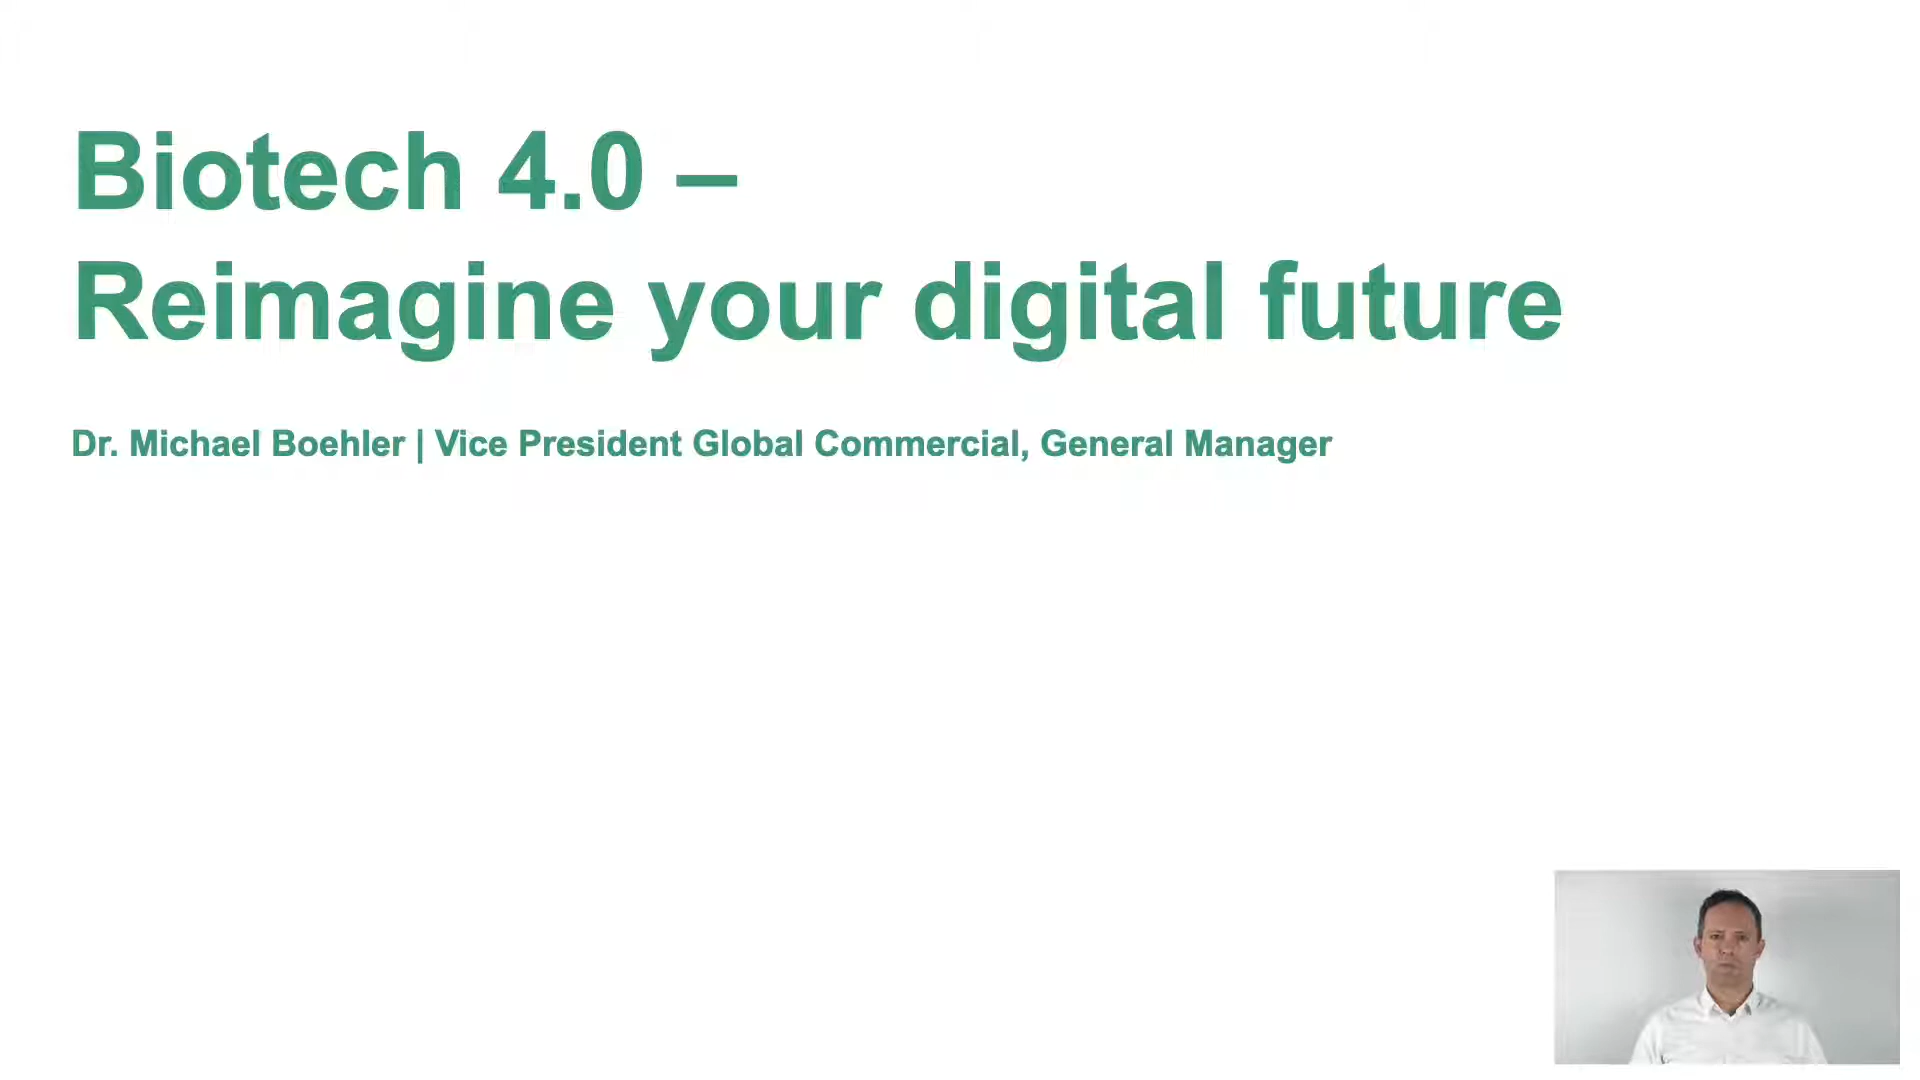 Biotech 4.0 –
Reimagine your digital future
Dr. Michael Boehler | Vice President Global Commercial, General Manager